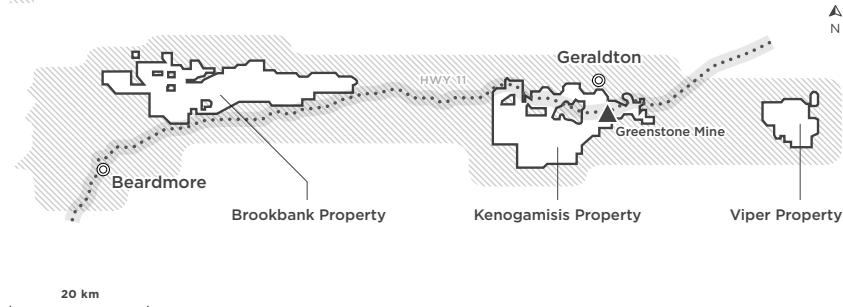 N
Geraldton
HWY 11
Greenstone Mine
Beardmore
Brookbank Property
Kenogamisis Property
Viper Property
20 km